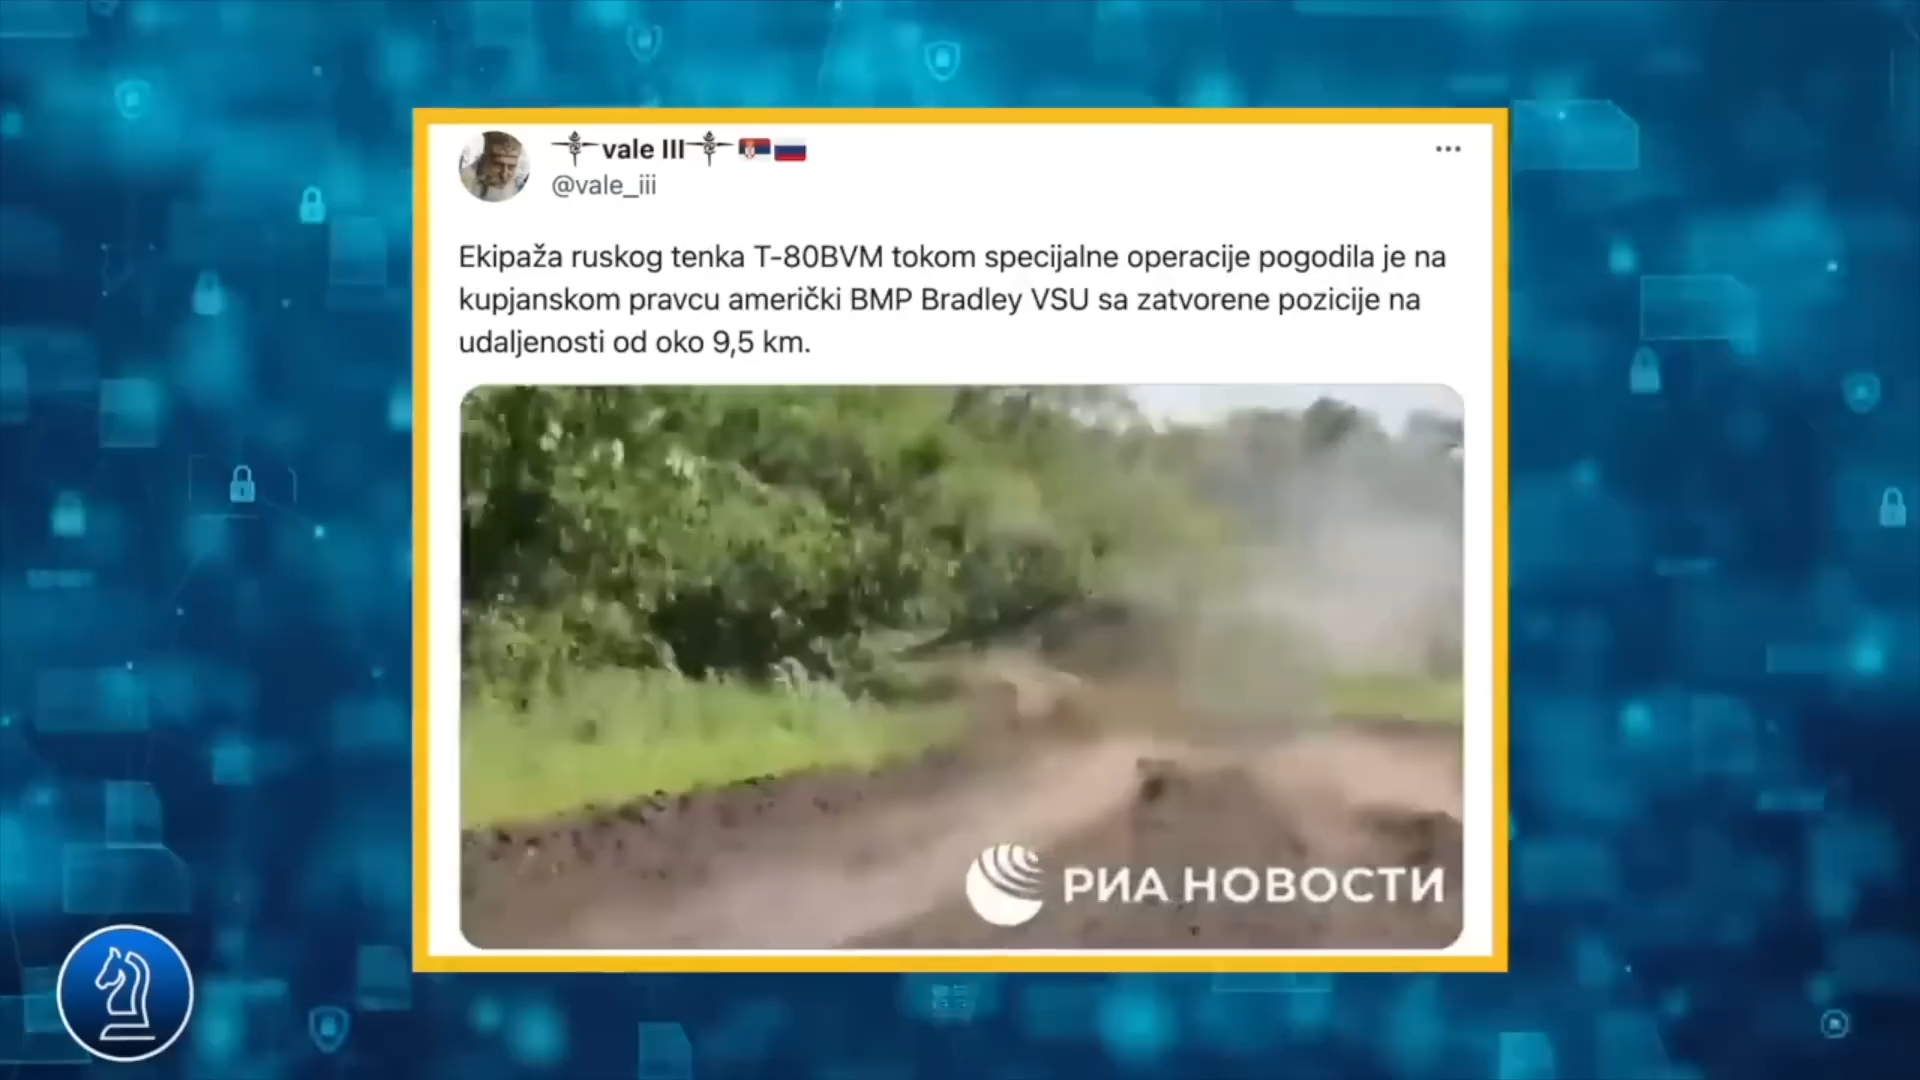 vale III
@vale_iii
Ekipaža ruskog tenka T-80BVM tokom specijalne operacije pogodila je na
kupjanskom pravcu američki BMP Bradley VSU sa zatvorene pozicije na
udaljenosti od oko 9,5 km.
РИА НОВОСТИ